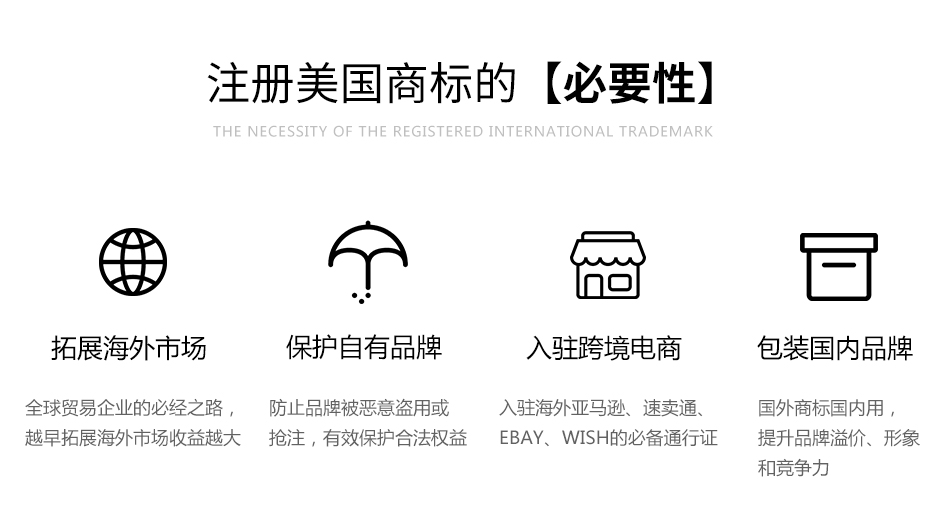 注册美国商标的【必要性】
THE NECESSITY OF THE REGISTERED INTERNATIONAL TRADEMARK
拓展海外市场
全球贸易企业的必经之路，
越早拓展海外市场收益越大
保护自有品牌
防止品牌被恶意盗用或
抢注，有效保护合法权益
入驻跨境电商
入驻海外亚马逊、速卖通、
EBAY、WISH的必备通行证
包装国内品牌
国外商标国内用，
提升品牌溢价、形象
和竞争力